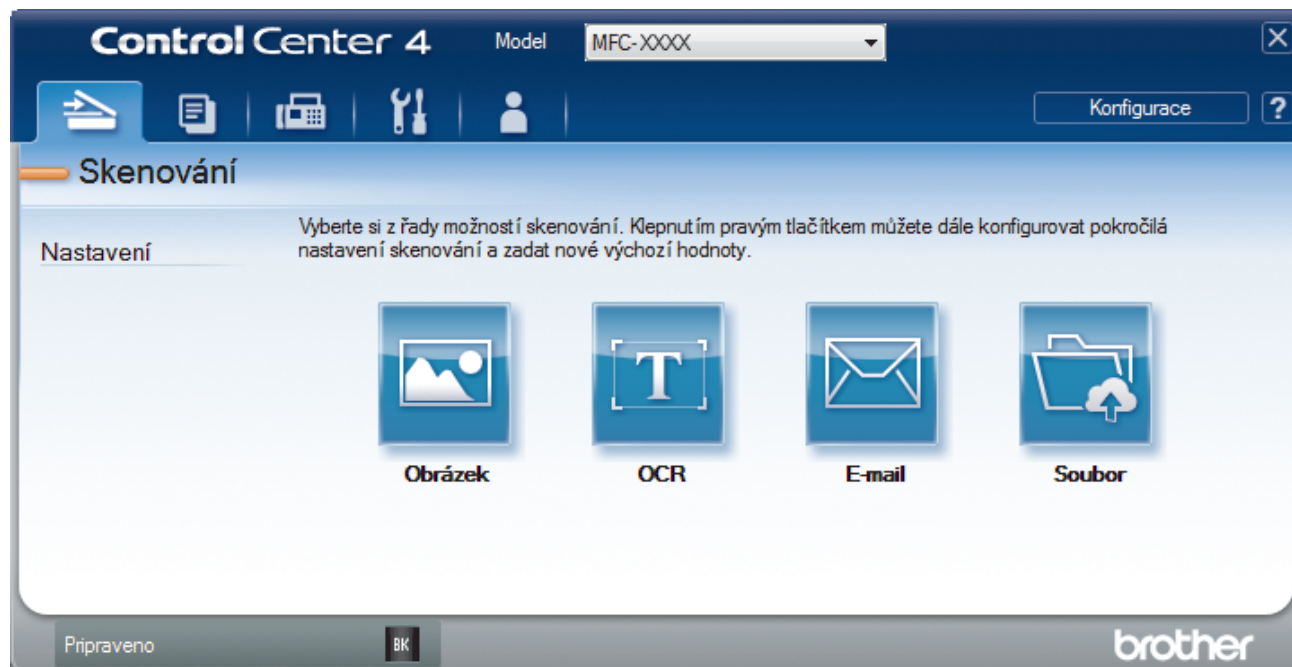 ControlCenter 4 Model MFC-XXXX
Konfigurace ?
Skenování
Nastavení
Vyberte si z řady možností skenování. Klepnutím pravým tlačítkem můžete dále konfigurovat pokročilá
nastavení skenování a zadat nové výchozí hodnoty.
T
Obrázek OCR E-mail Soubor
Pripraveno BK brother